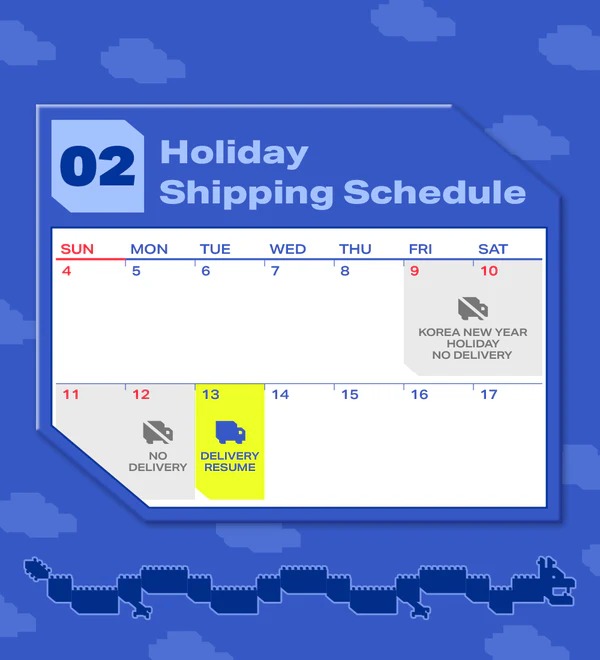 02
Holiday
Shipping Schedule
SUN MON TUE WED THU FRI SAT
4 5 6 7 8 9 10
KOREA NEW YEAR
HOLIDAY
NO DELIVERY
11 12 13 14 15 16 17
NO
DELIVERY
DELIVERY
RESUME